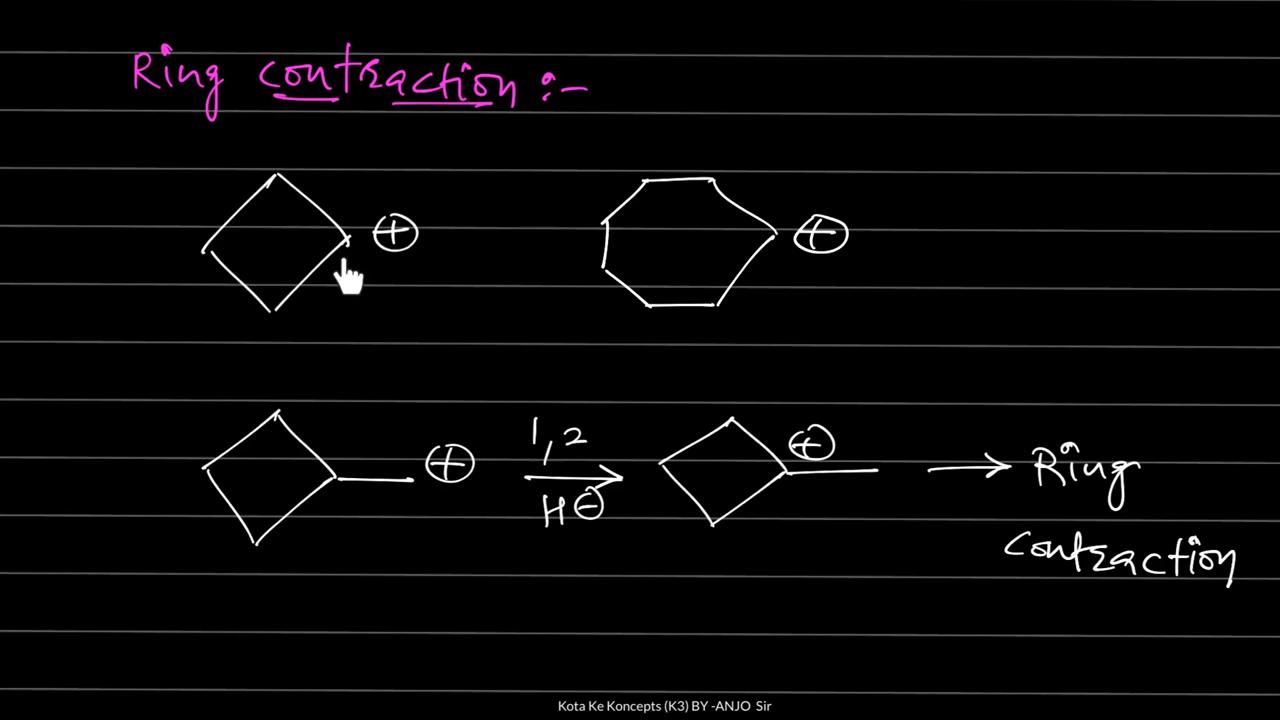 Ring contraction :-
⊕ ⊕
⊕ 1,2 ⊕ → Ring
H⊖ contraction
Kota Ke Koncepts (K3) BY -ANJO Sir